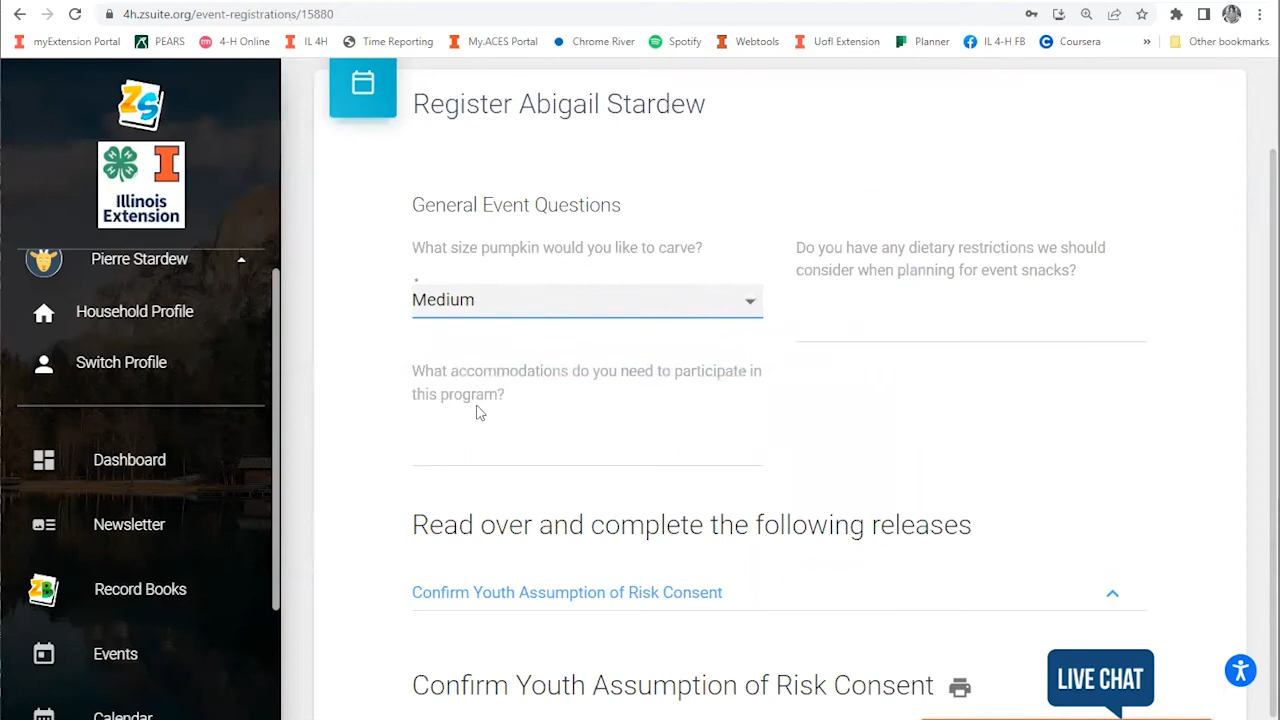 4h.zsuite.org/event-registrations/15880
myExtension Portal
PEARS
4-H Online
IL 4H
Time Reporting
My.ACES Portal
Chrome River
Spotify
Webtools
UofI Extension
Planner
IL 4-H FB
Coursera
»
Other bookmarks
ZS
Illinois
Extension
Pierre Stardew
Household Profile
Switch Profile
Dashboard
Newsletter
ZB
Record Books
Events
Calendar
Register Abigail Stardew
General Event Questions
What size pumpkin would you like to carve?
*
Medium
Do you have any dietary restrictions we should
consider when planning for event snacks?
What accommodations do you need to participate in
this program?
Read over and complete the following releases
Confirm Youth Assumption of Risk Consent
Confirm Youth Assumption of Risk Consent
LIVE CHAT